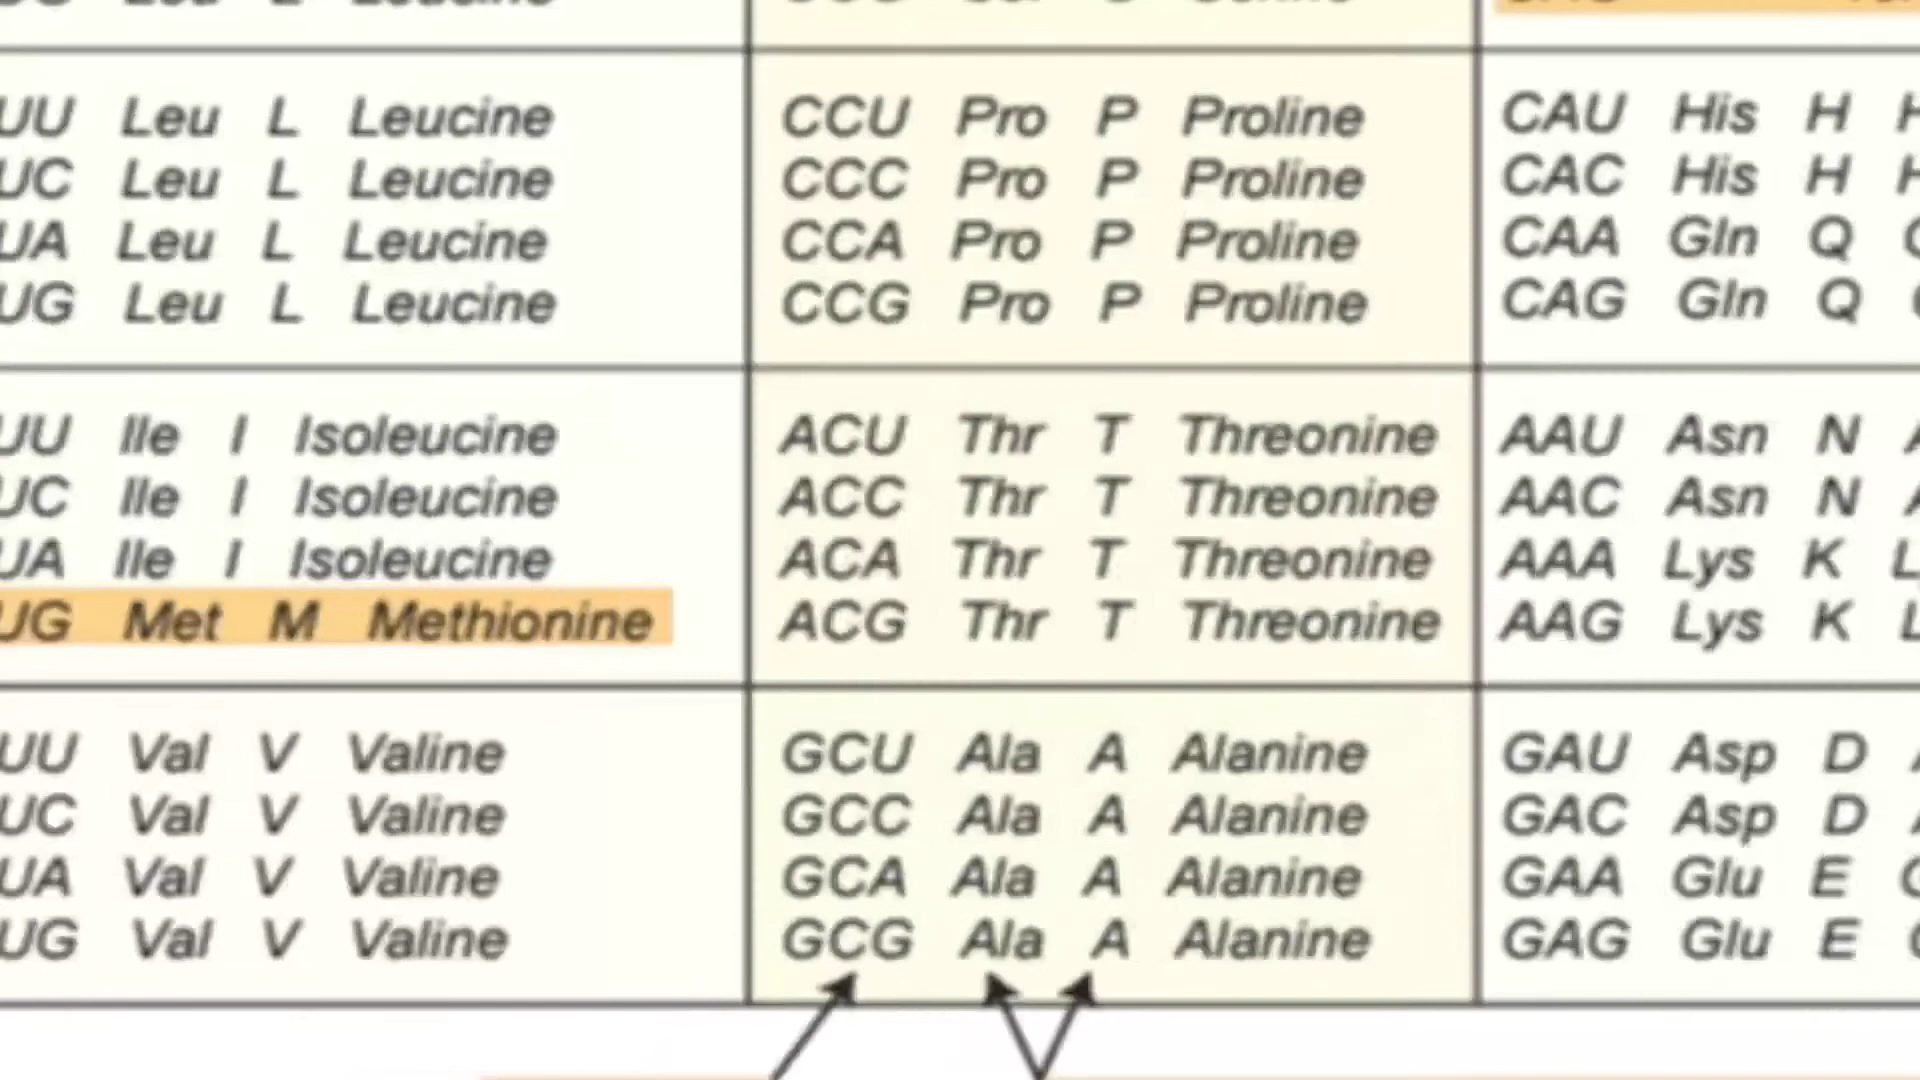 UU Leu L Leucine
UC Leu L Leucine
UA Leu L Leucine
UG Leu L Leucine
UU Ile I Isoleucine
UC Ile I Isoleucine
UA Ile I Isoleucine
UG Met M Methionine
UU Val V Valine
UC Val V Valine
UA Val V Valine
UG Val V Valine
CCU Pro P Proline
CCC Pro P Proline
CCA Pro P Proline
CCG Pro P Proline
ACU Thr T Threonine
ACC Thr T Threonine
ACA Thr T Threonine
ACG Thr T Threonine
GCU Ala A Alanine
GCC Ala A Alanine
GCA Ala A Alanine
GCG Ala A Alanine
CAU His H
CAC His H
CAA Gln Q
CAG Gln Q
AAU Asn N
AAC Asn N
AAA Lys K
AAG Lys K
GAU Asp D
GAC Asp D
GAA Glu E
GAG Glu E